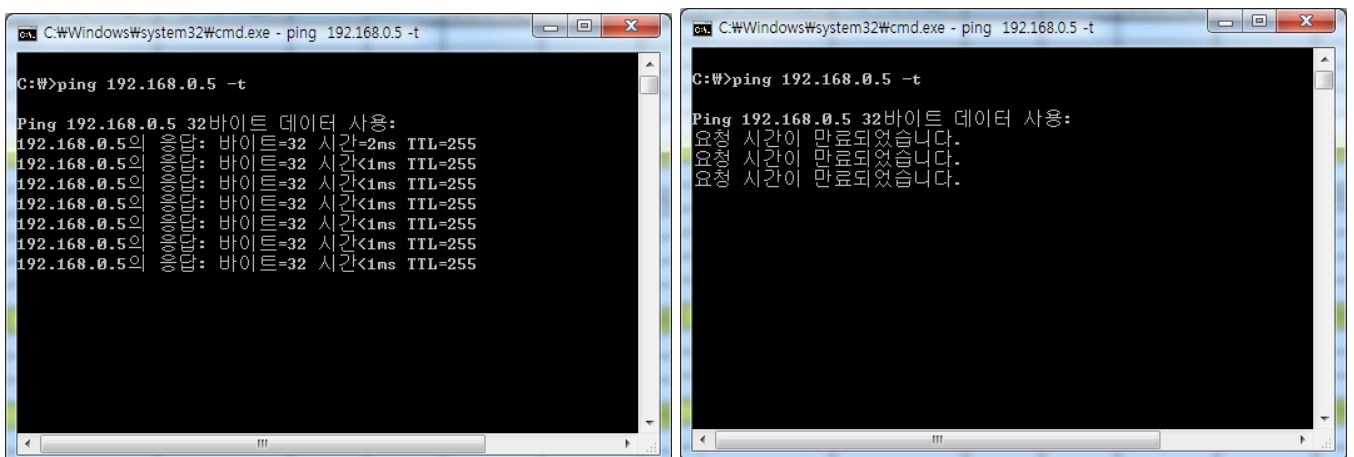 C:₩Windows₩system32₩cmd.exe - ping 192.168.0.5 -t
C:₩>ping 192.168.0.5 -t
Ping 192.168.0.5 32바이트 데이터 사용:
192.168.0.5의 응답: 바이트=32 시간=2ms TTL=255
192.168.0.5의 응답: 바이트=32 시간<1ms TTL=255
192.168.0.5의 응답: 바이트=32 시간<1ms TTL=255
192.168.0.5의 응답: 바이트=32 시간<1ms TTL=255
192.168.0.5의 응답: 바이트=32 시간<1ms TTL=255
192.168.0.5의 응답: 바이트=32 시간<1ms TTL=255
192.168.0.5의 응답: 바이트=32 시간<1ms TTL=255
C:₩Windows₩system32₩cmd.exe - ping 192.168.0.5 -t
C:₩>ping 192.168.0.5 -t
Ping 192.168.0.5 32바이트 데이터 사용:
요청 시간이 만료되었습니다.
요청 시간이 만료되었습니다.
요청 시간이 만료되었습니다.